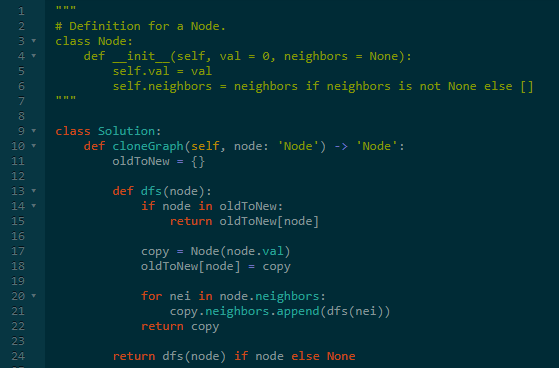 1 """
2 # Definition for a Node.
3 class Node:
4     def __init__(self, val = 0, neighbors = None):
5         self.val = val
6         self.neighbors = neighbors if neighbors is not None else []
7 """
8
9 class Solution:
10     def cloneGraph(self, node: 'Node') -> 'Node':
11         oldToNew = {}
12
13         def dfs(node):
14             if node in oldToNew:
15                 return oldToNew[node]
16
17             copy = Node(node.val)
18             oldToNew[node] = copy
19
20             for nei in node.neighbors:
21                 copy.neighbors.append(dfs(nei))
22             return copy
23
24         return dfs(node) if node else None